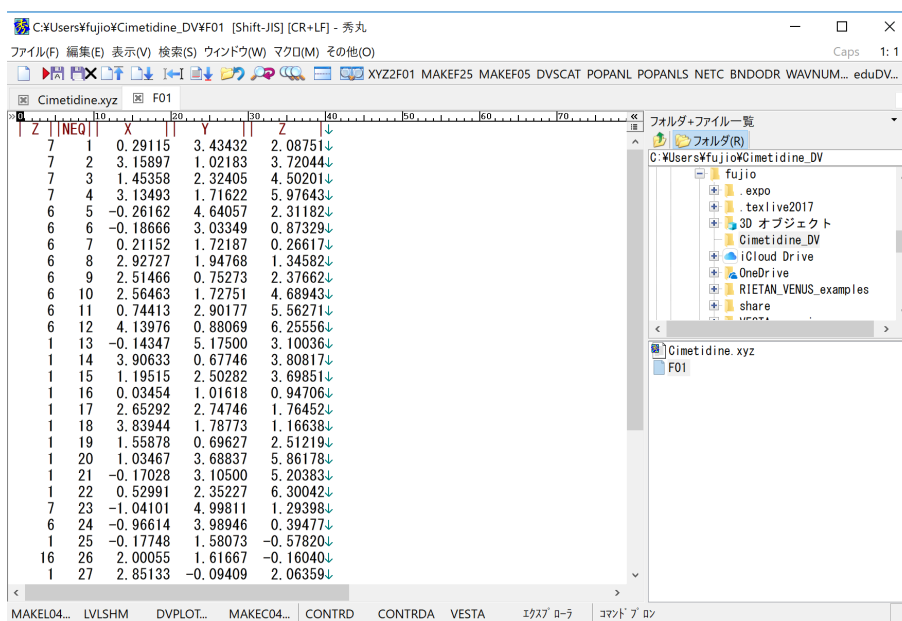 C:¥Users¥fujio¥Cimetidine_DV¥F01 [Shift-JIS] [CR+LF] - 秀丸
ファイル(F) 編集(E) 表示(V) 検索(S) ウィンドウ(W) マクロ(M) その他(O) Caps 1: 1
XYZ2F01 MAKEF25 MAKEF05 DVSCAT POPANL POPANLS NETC BNDODR WAVNUM... eduDV...
Cimetidine.xyz F01
0 10 20 30 40 50 60 70
| Z ||NEQ|| X || Y || Z |↓
7 1 0.29115 3.43432 2.08751↓
7 2 3.15897 1.02183 3.72044↓
7 3 1.45358 2.32405 4.50201↓
7 4 3.13493 1.71622 5.97643↓
6 5 -0.26162 4.64057 2.31182↓
6 6 -0.18666 3.03349 0.87329↓
6 7 0.21152 1.72187 0.26617↓
6 8 2.92727 1.94768 1.34582↓
6 9 2.51466 0.75273 2.37662↓
6 10 2.56463 1.72751 4.68943↓
6 11 0.74413 2.90177 5.56271↓
6 12 4.13976 0.88069 6.25556↓
1 13 -0.14347 5.17500 3.10036↓
1 14 3.90633 0.67746 3.80817↓
1 15 1.19515 2.50282 3.69851↓
1 16 0.03454 1.01618 0.94706↓
1 17 2.65292 2.74746 1.76452↓
1 18 3.83944 1.78773 1.16638↓
1 19 1.55878 0.69627 2.51219↓
1 20 1.03467 3.68837 5.86178↓
1 21 -0.17028 3.10500 5.20383↓
1 22 0.52991 2.35227 6.30042↓
7 23 -1.04101 4.99811 1.29398↓
6 24 -0.96614 3.98946 0.39477↓
1 25 -0.17748 1.58073 -0.57820↓
16 26 2.00055 1.61667 -0.16040↓
1 27 2.85133 -0.09409 2.06359↓
フォルダ+ファイル一覧
フォルダ(R)
C:¥Users¥fujio¥Cimetidine_DV
fujio
.expo
.texlive2017
3D オブジェクト
Cimetidine_DV
iCloud Drive
OneDrive
RIETAN_VENUS_examples
share
Cimetidine.xyz
F01
MAKEL04... LVLSHM DVPLOT... MAKEC04... CONTRD CONTRDA VESTA ｴｸｽﾌﾟﾛｰﾗ ｺﾏﾝﾄﾞﾌﾟﾛﾝ